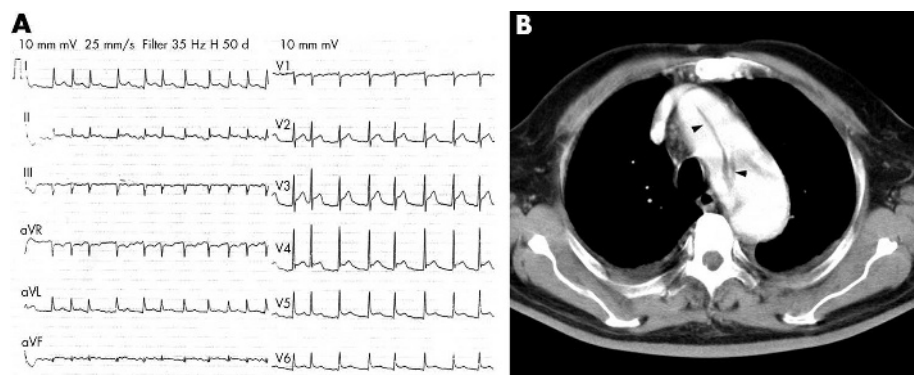 A
B
10 mm mV 25 mm/s Filter 35 Hz H 50 d
10 mm mV
I
V1
II
V2
III
V3
aVR
V4
aVL
V5
aVF
V6